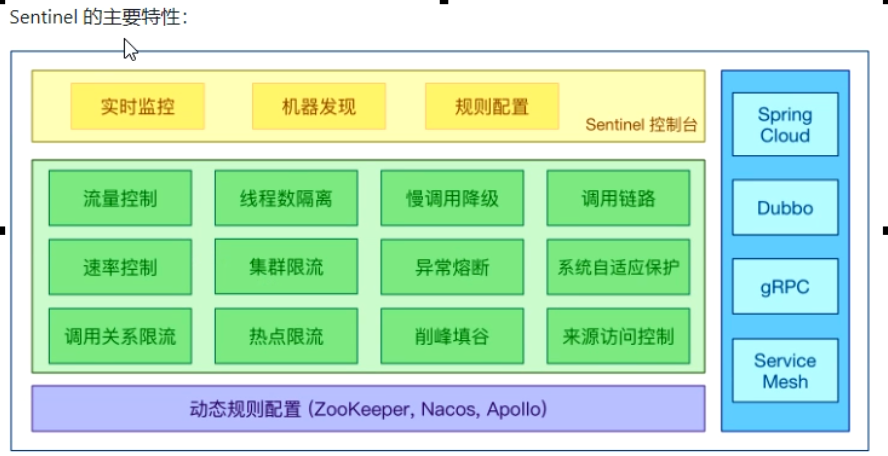 Sentinel 的主要特性：
实时监控
机器发现
规则配置
Sentinel 控制台
流量控制
线程数隔离
慢调用降级
调用链路
速率控制
集群限流
异常熔断
系统自适应保护
调用关系限流
热点限流
削峰填谷
来源访问控制
动态规则配置 (ZooKeeper, Nacos, Apollo)
Spring
Cloud
Dubbo
gRPC
Service
Mesh